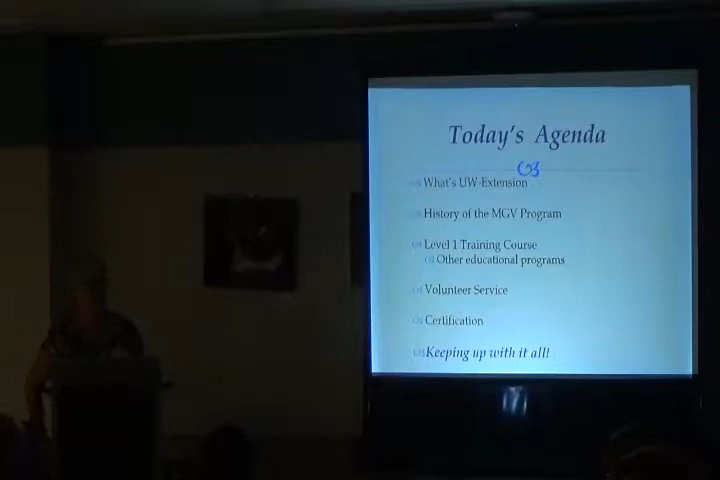 Today's Agenda
What's UW-Extension
History of the MGV Program
Level 1 Training Course
Other educational programs
Volunteer Service
Certification
Keeping up with it all!